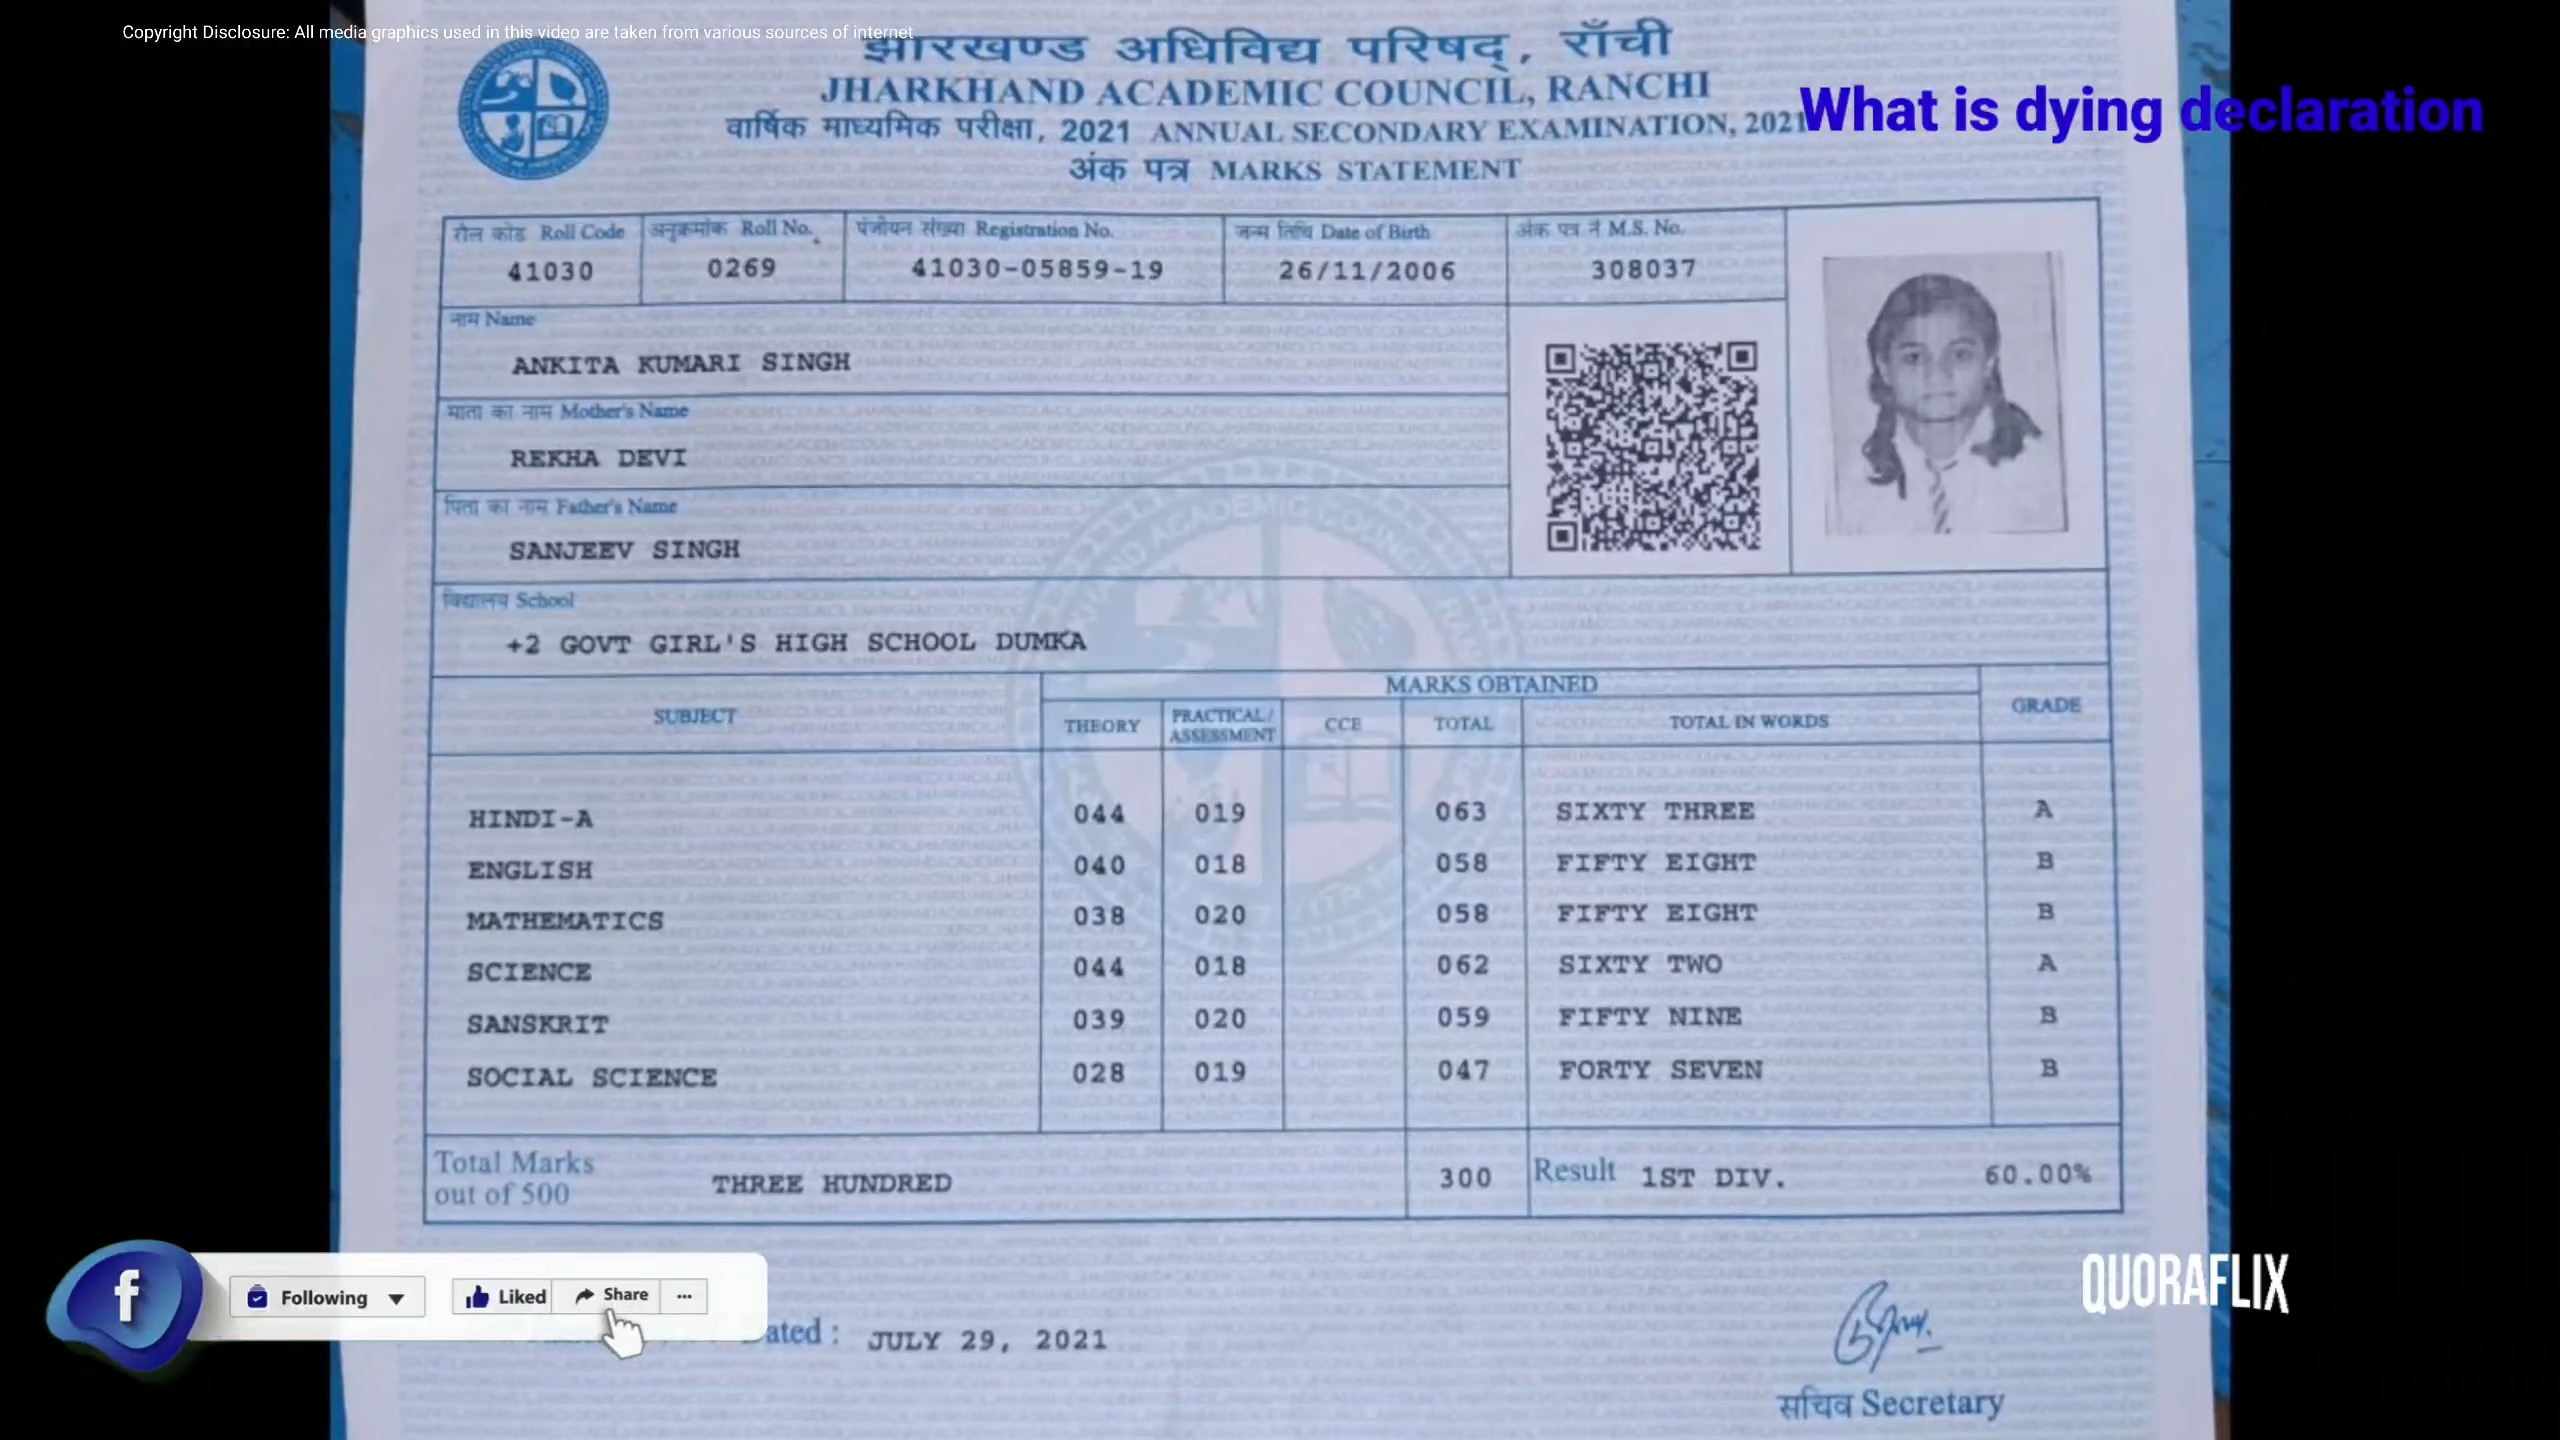 Copyright Disclosure: All media graphics used in this video are taken from various sources of internet
झारखण्ड अधिविद्य परिषद्, राँची
JHARKHAND ACADEMIC COUNCIL, RANCHI
What is dying declaration
वार्षिक माध्यमिक परीक्षा, 2021 ANNUAL SECONDARY EXAMINATION, 2021
अंक पत्र MARKS STATEMENT
रौल कोड Roll Code अनुक्रमांक Roll No. पंजीयन संख्या Registration No. जन्म तिथि Date of Birth अंक पत्र नं M.S. No.
41030 0269 41030-05859-19 26/11/2006 308037
नाम Name
ANKITA KUMARI SINGH
माता का नाम Mother's Name
REKHA DEVI
पिता का नाम Father's Name
SANJEEV SINGH
विद्यालय School
+2 GOVT GIRL'S HIGH SCHOOL DUMKA
MARKS OBTAINED
SUBJECT THEORY PRACTICAL / ASSESSMENT CCE TOTAL TOTAL IN WORDS GRADE
HINDI-A 044 019 063 SIXTY THREE A
ENGLISH 040 018 058 FIFTY EIGHT B
MATHEMATICS 038 020 058 FIFTY EIGHT B
SCIENCE 044 018 062 SIXTY TWO A
SANSKRIT 039 020 059 FIFTY NINE B
SOCIAL SCIENCE 028 019 047 FORTY SEVEN B
Total Marks
out of 500 THREE HUNDRED 300 Result 1ST DIV. 60.00%
f Following Liked Share ...
QUORAFLIX
ated : JULY 29, 2021
सचिव Secretary